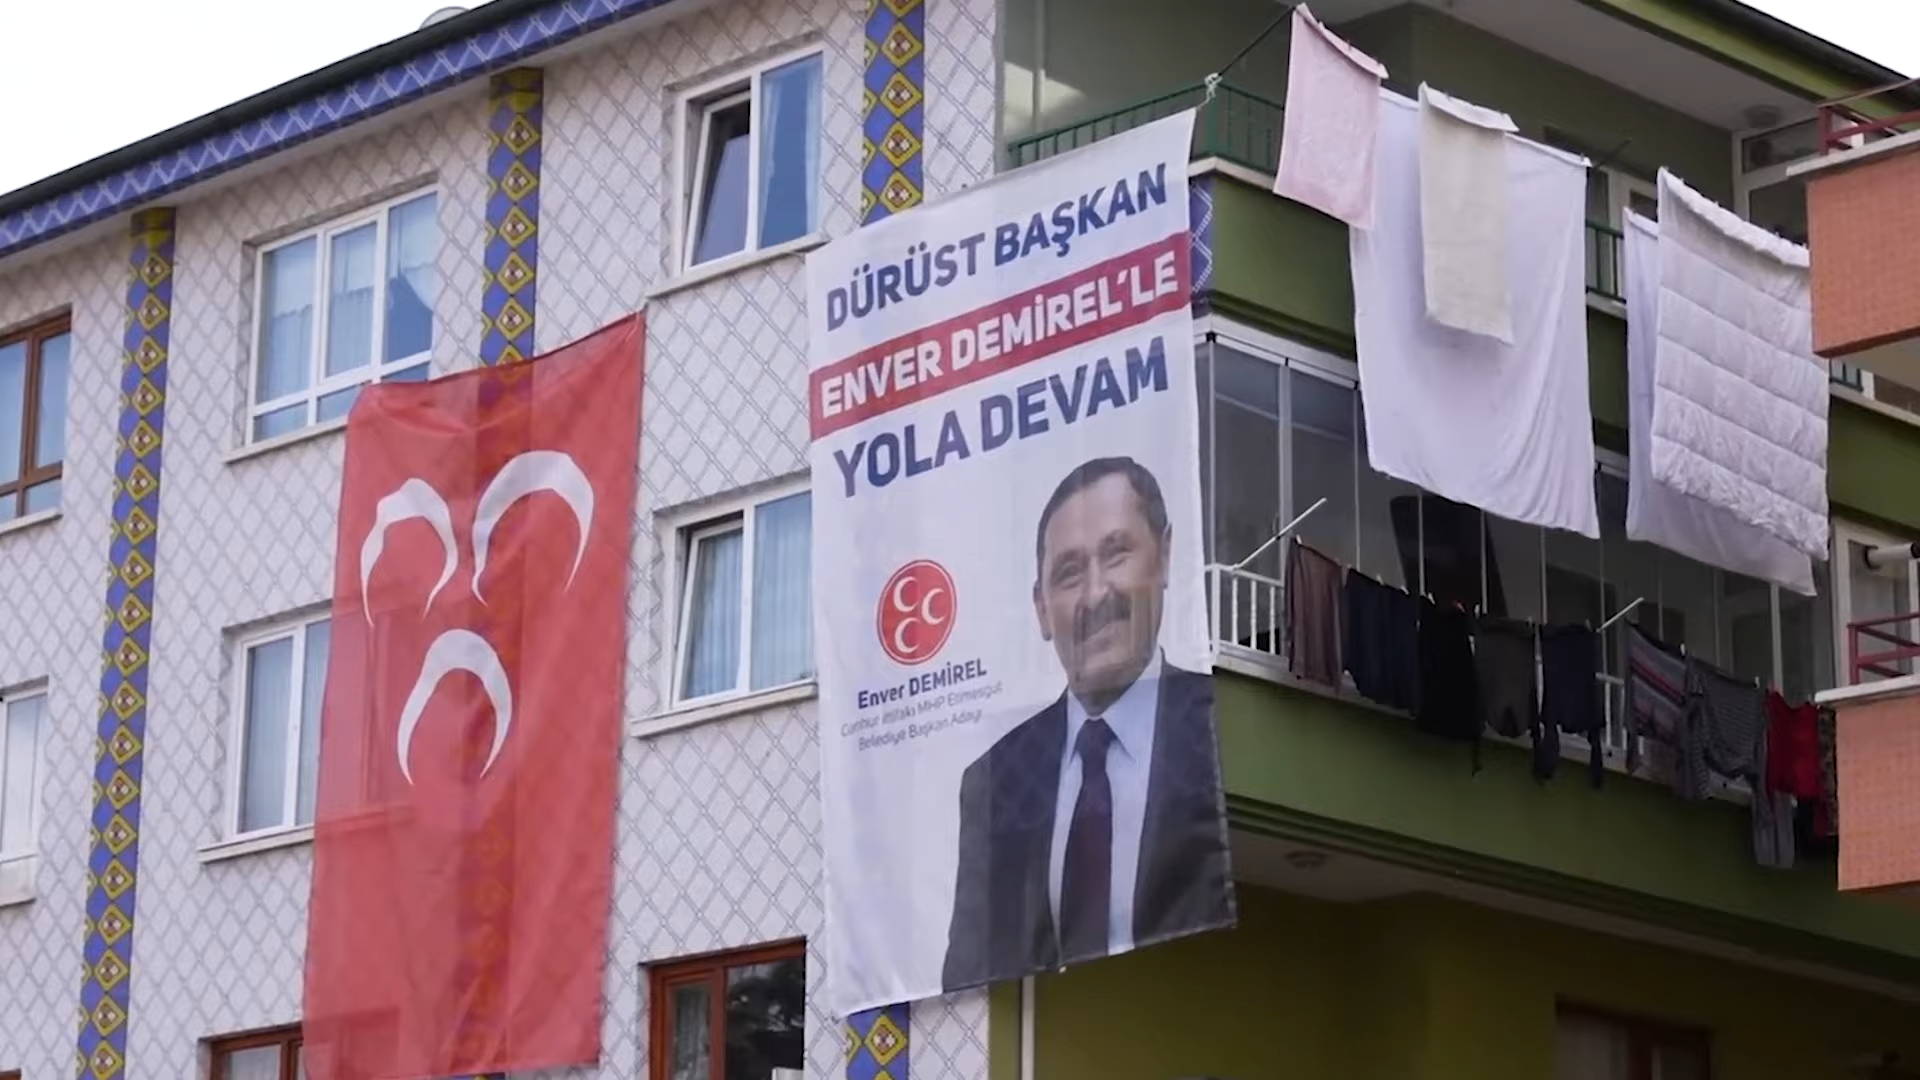 DÜRÜST BAŞKAN
ENVER DEMİREL'LE
YOLA DEVAM
Enver DEMİREL
Cumhur İttifakı MHP Etimesgut
Belediye Başkan Adayı